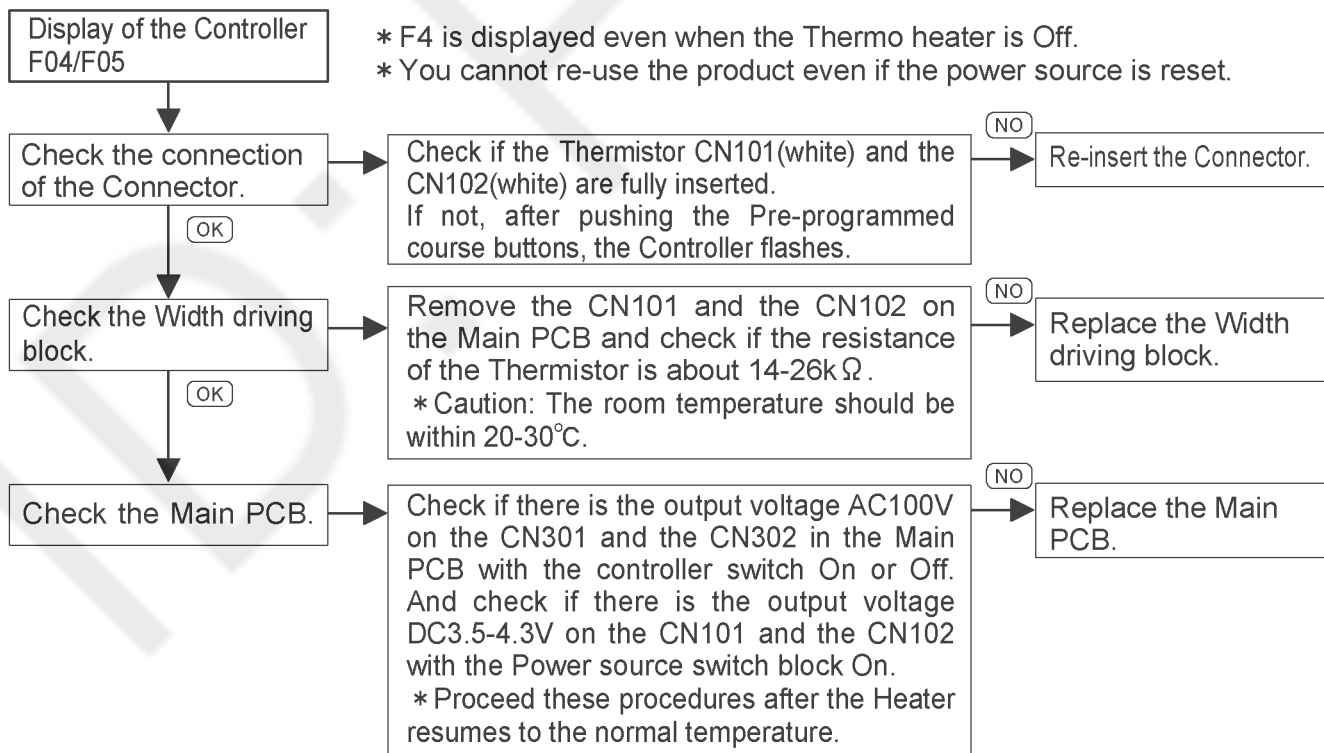 Display of the Controller
F04/F05
* F4 is displayed even when the Thermo heater is Off.
* You cannot re-use the product even if the power source is reset.
Check the connection
of the Connector.
Check if the Thermistor CN101(white) and the
CN102(white) are fully inserted.
If not, after pushing the Pre-programmed
course buttons, the Controller flashes.
NO
Re-insert the Connector.
OK
Check the Width driving
block.
Remove the CN101 and the CN102 on
the Main PCB and check if the resistance
of the Thermistor is about 14-26kΩ.
* Caution: The room temperature should be
within 20-30℃.
NO
Replace the Width
driving block.
OK
Check the Main PCB.
Check if there is the output voltage AC100V
on the CN301 and the CN302 in the Main
PCB with the controller switch On or Off.
And check if there is the output voltage
DC3.5-4.3V on the CN101 and the CN102
with the Power source switch block On.
* Proceed these procedures after the Heater
resumes to the normal temperature.
NO
Replace the Main
PCB.